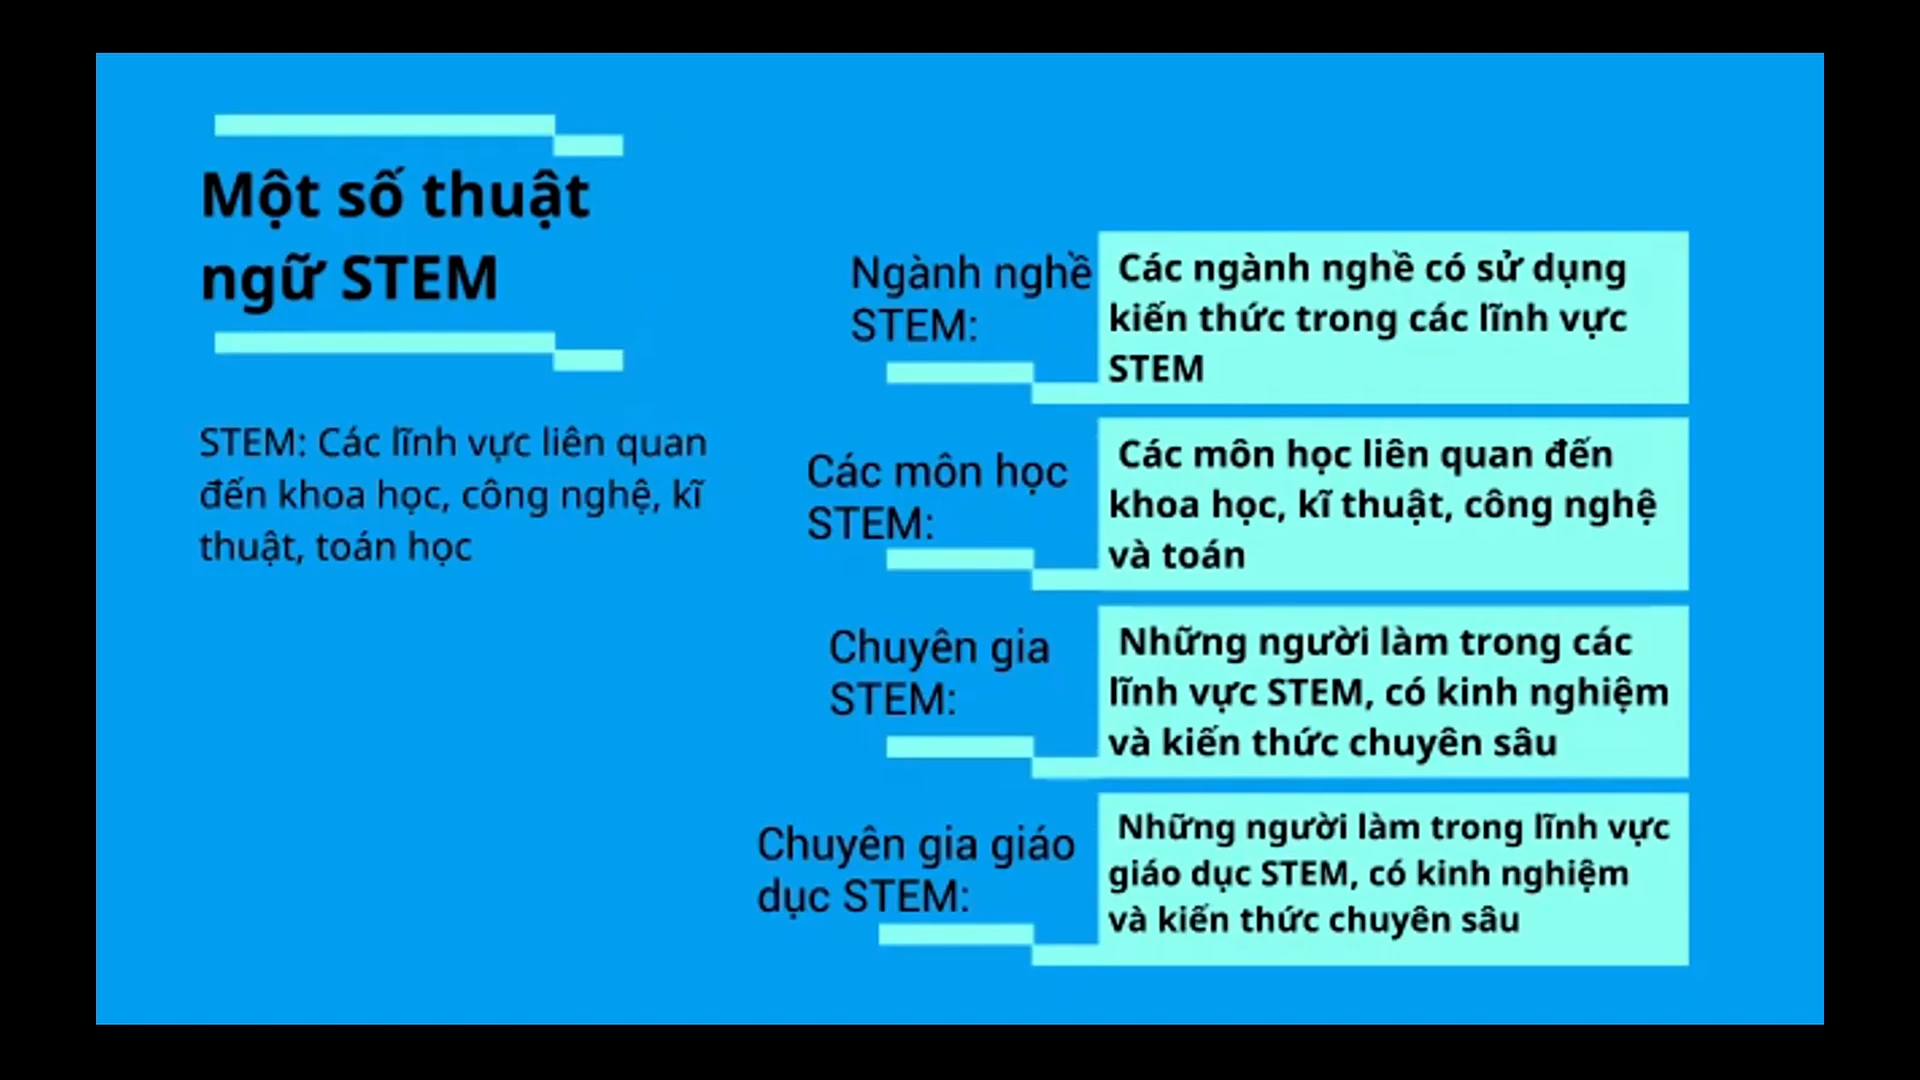 Một số thuật
ngữ STEM
STEM: Các lĩnh vực liên quan
đến khoa học, công nghệ, kĩ
thuật, toán học
Ngành nghề
STEM:
Các ngành nghề có sử dụng
kiến thức trong các lĩnh vực
STEM
Các môn học
STEM:
Các môn học liên quan đến
khoa học, kĩ thuật, công nghệ
và toán
Chuyên gia
STEM:
Những người làm trong các
lĩnh vực STEM, có kinh nghiệm
và kiến thức chuyên sâu
Chuyên gia giáo
dục STEM:
Những người làm trong lĩnh vực
giáo dục STEM, có kinh nghiệm
và kiến thức chuyên sâu